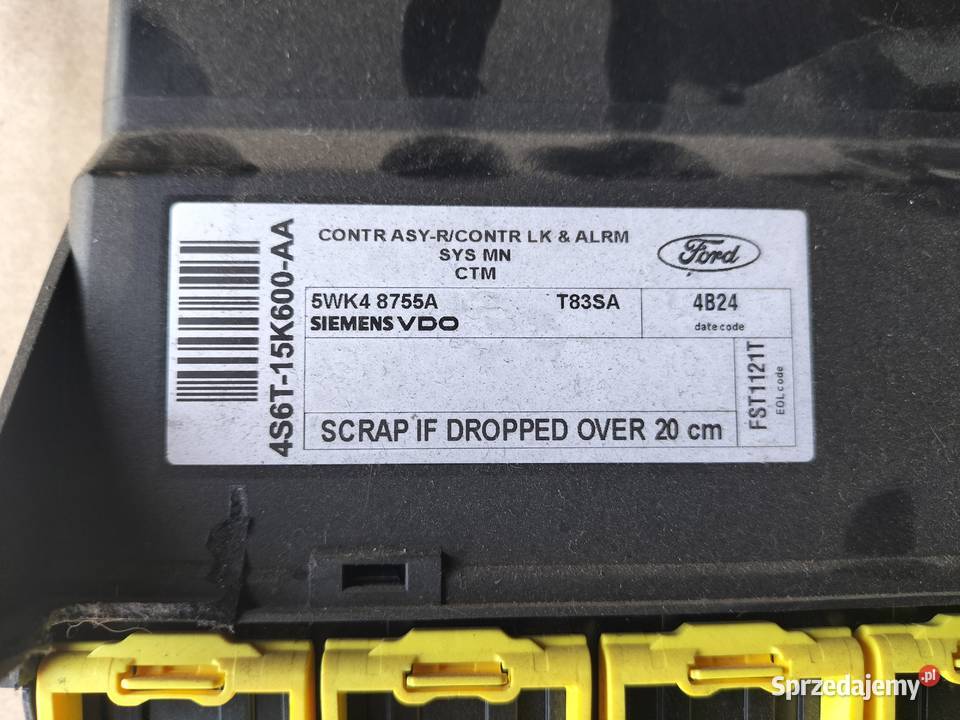 4S6T-15K600-AA
CONTR ASY-R/CONTR LK & ALRM
SYS MN
CTM
Ford
5WK4 8755A T83SA
SIEMENS VDO
4B24
date code
FST1121T
EOL code
SCRAP IF DROPPED OVER 20 cm
Sprzedajemy.pl